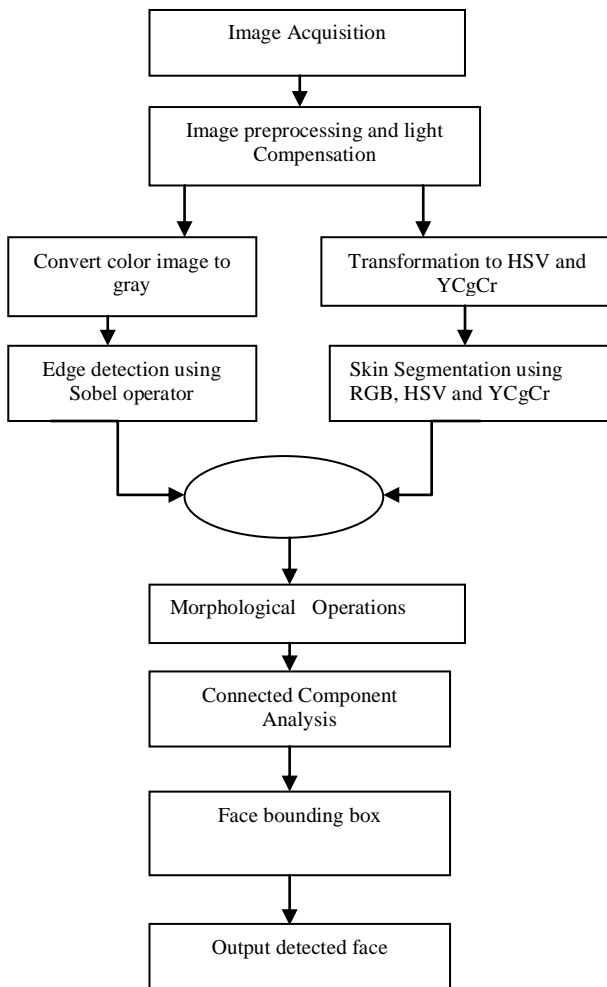 Image Acquisition
Image preprocessing and light
Compensation
Convert color image to
gray
Transformation to HSV and
YCgCr
Edge detection using
Sobel operator
Skin Segmentation using
RGB, HSV and YCgCr
Morphological Operations
Connected Component
Analysis
Face bounding box
Output detected face